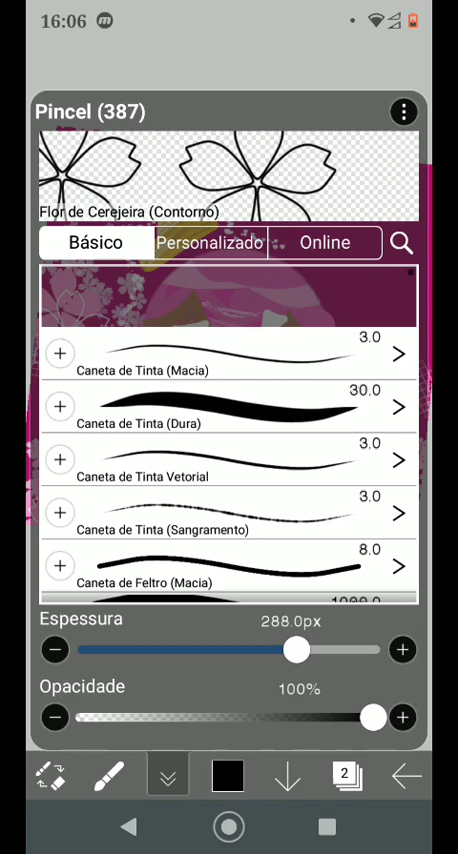 16:06
Pincel (387)
Flor de Cerejeira (Contorno)
Básico
Personalizado
Online
3.0
Caneta de Tinta (Macia)
30.0
Caneta de Tinta (Dura)
3.0
Caneta de Tinta Vetorial
3.0
Caneta de Tinta (Sangramento)
8.0
Caneta de Feltro (Macia)
Espessura
288.0px
Opacidade
100%
2